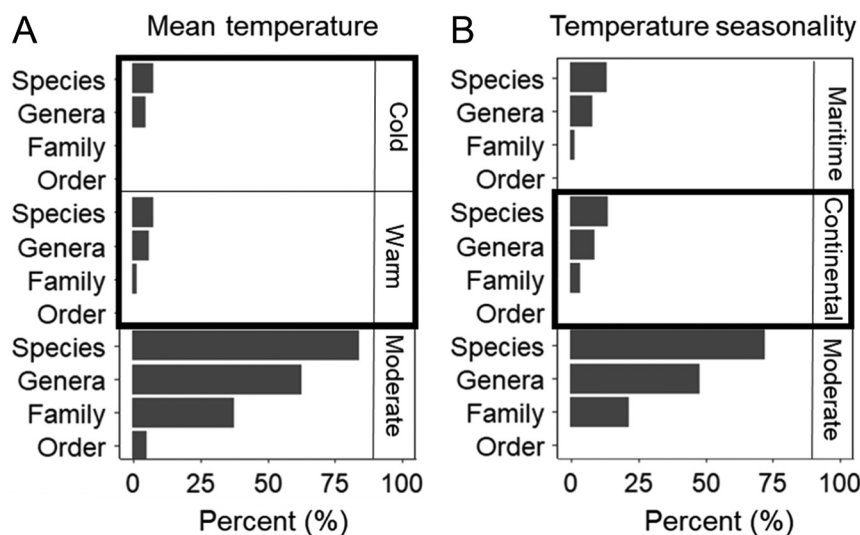 A Mean temperature
Species
Genera
Family
Order
Cold
Species
Genera
Family
Order
Warm
Species
Genera
Family
Order
Moderate
0 25 50 75 100
Percent (%)
B Temperature seasonality
Species
Genera
Family
Order
Maritime
Species
Genera
Family
Order
Continental
Species
Genera
Family
Order
Moderate
0 25 50 75 100
Percent (%)